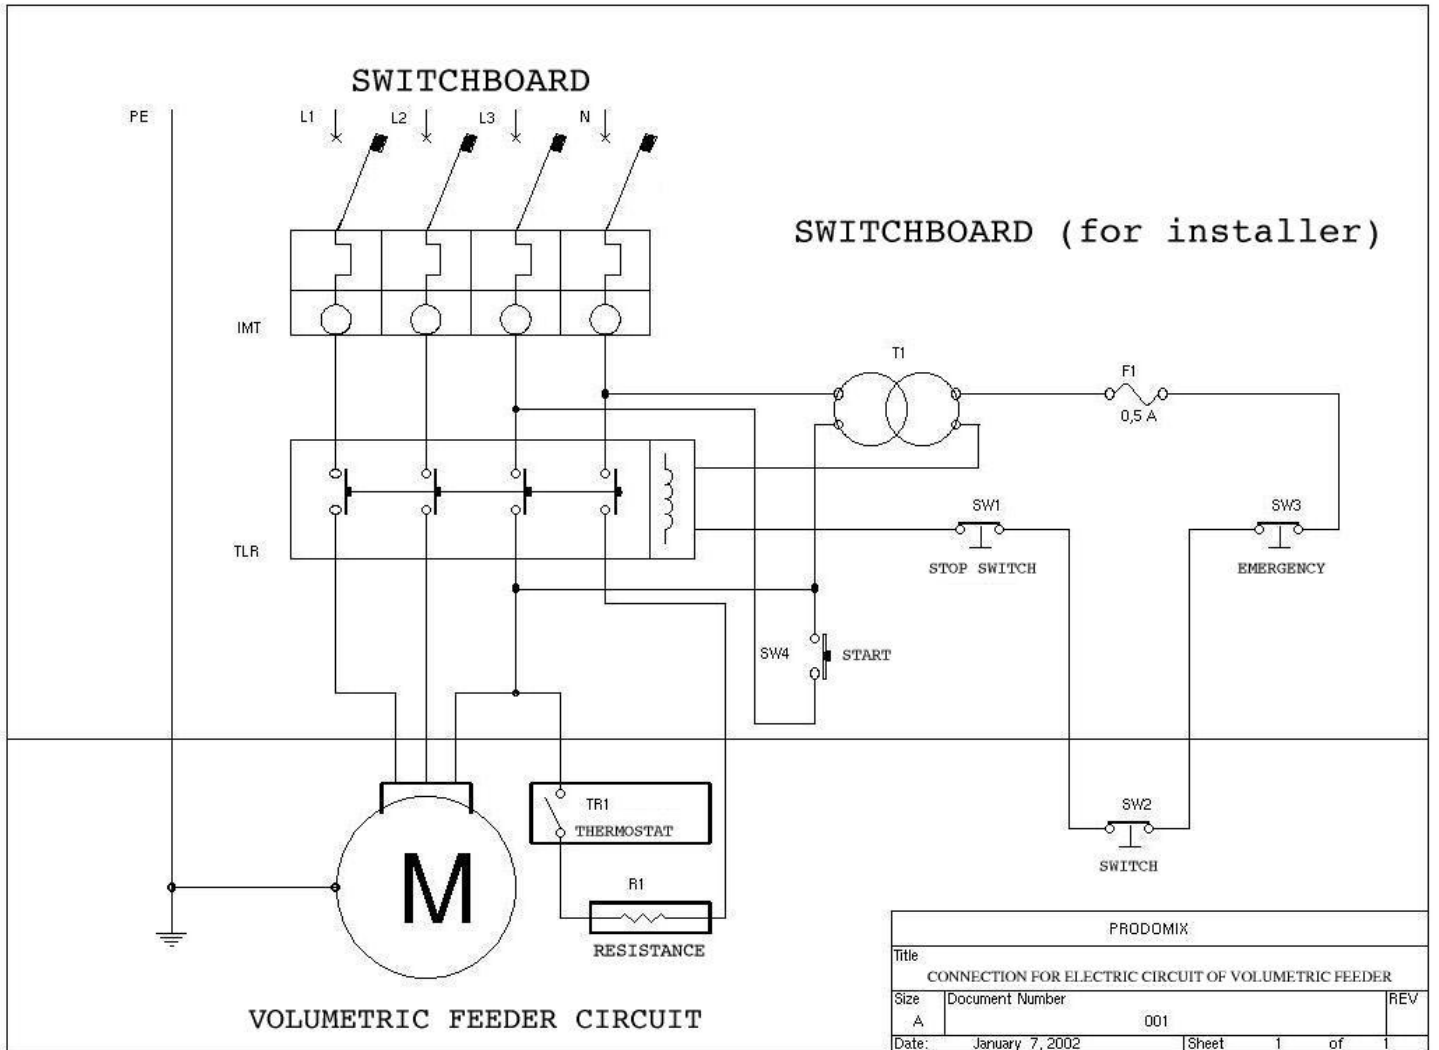 SWITCHBOARD
PE L1 L2 L3 N
SWITCHBOARD (for installer)
IMT
T1
F1
0,5 A
SW1
SW3
TLR
STOP SWITCH
EMERGENCY
SW4 START
TR1
THERMOSTAT
SW2
SWITCH
M
R1
RESISTANCE
VOLUMETRIC FEEDER CIRCUIT
PRODOMIX
Title
CONNECTION FOR ELECTRIC CIRCUIT OF VOLUMETRIC FEEDER
Size Document Number REV
A 001
Date: January 7, 2002 Sheet 1 of 1